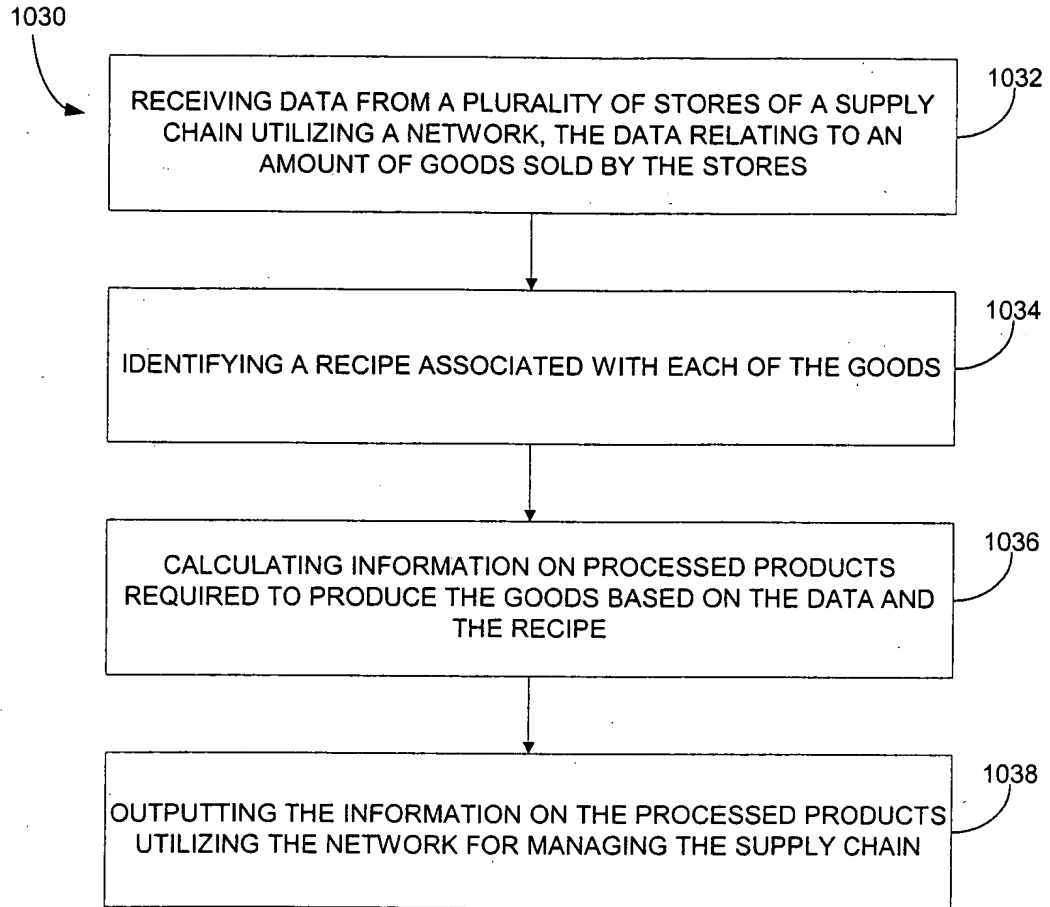 1030
RECEIVING DATA FROM A PLURALITY OF STORES OF A SUPPLY
CHAIN UTILIZING A NETWORK, THE DATA RELATING TO AN
AMOUNT OF GOODS SOLD BY THE STORES
1032
IDENTIFYING A RECIPE ASSOCIATED WITH EACH OF THE GOODS
1034
CALCULATING INFORMATION ON PROCESSED PRODUCTS
REQUIRED TO PRODUCE THE GOODS BASED ON THE DATA AND
THE RECIPE
1036
OUTPUTTING THE INFORMATION ON THE PROCESSED PRODUCTS
UTILIZING THE NETWORK FOR MANAGING THE SUPPLY CHAIN
1038